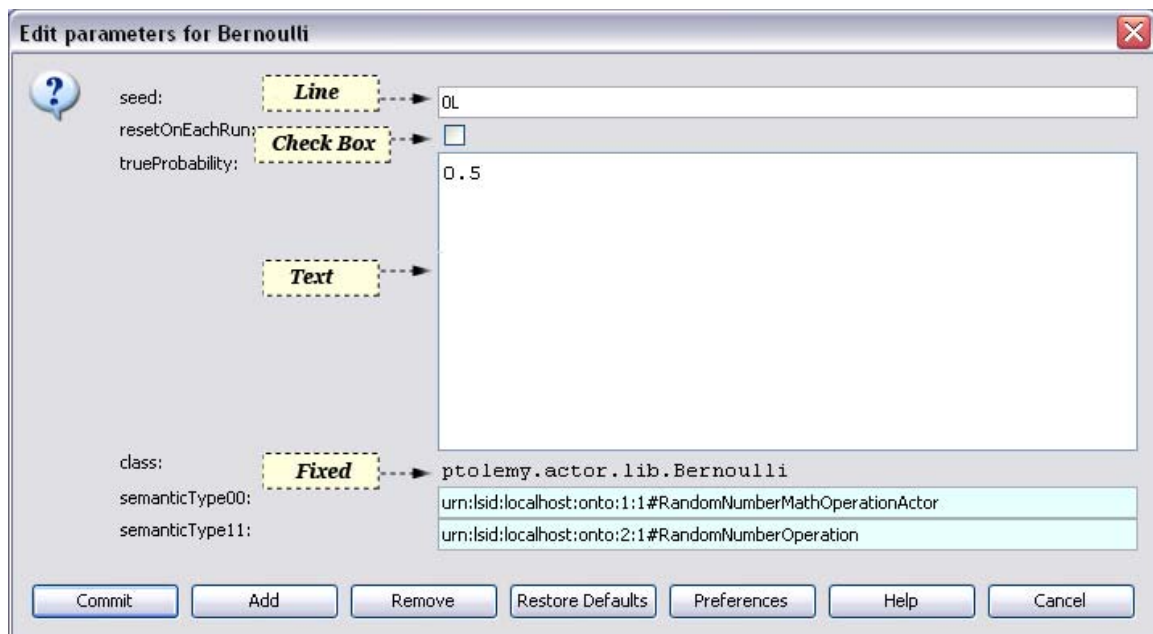 Edit parameters for Bernoulli
seed: Line 0L
resetOnEachRun: Check Box
trueProbability: 0.5
Text
class: Fixed ptolemy.actor.lib.Bernoulli
semanticType00: urn:lsid:localhost:onto:1:1#RandomNumberMathOperationActor
semanticType11: urn:lsid:localhost:onto:2:1#RandomNumberOperation
Commit Add Remove Restore Defaults Preferences Help Cancel